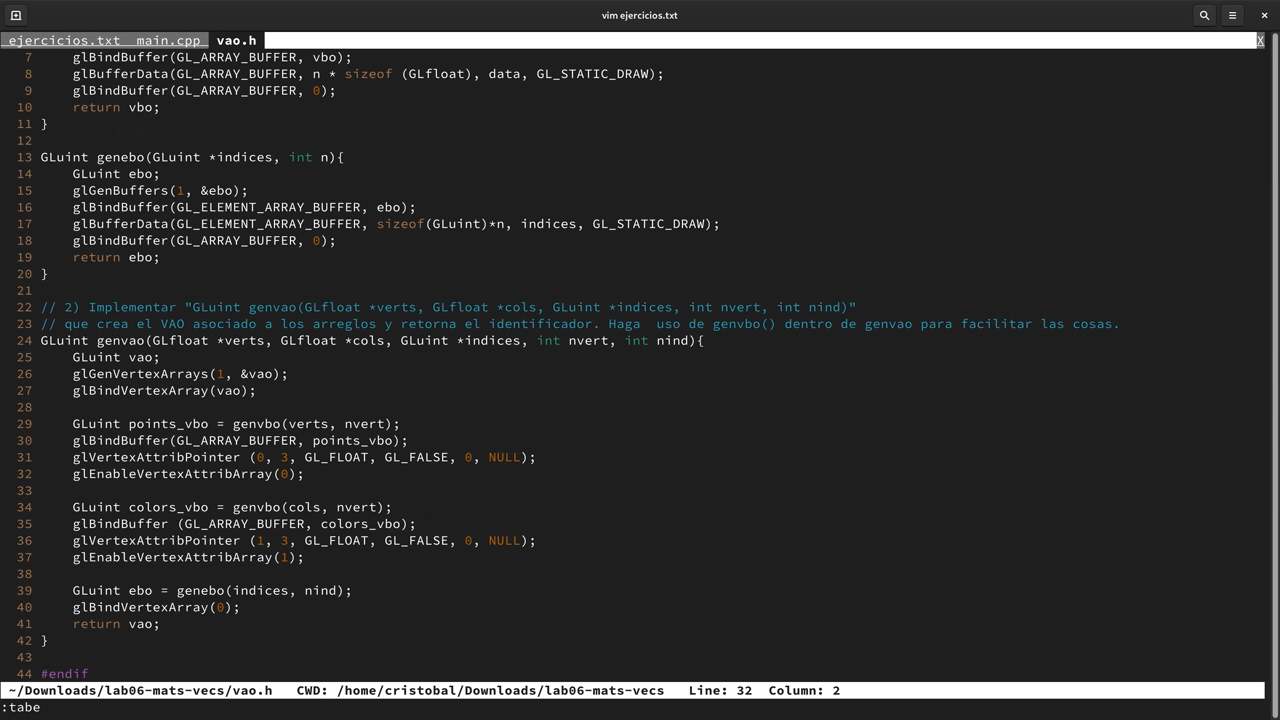 vim ejercicios.txt
ejercicios.txt  main.cpp  vao.h X
7     glBindBuffer(GL_ARRAY_BUFFER, vbo);
8     glBufferData(GL_ARRAY_BUFFER, n * sizeof (GLfloat), data, GL_STATIC_DRAW);
9     glBindBuffer(GL_ARRAY_BUFFER, 0);
10     return vbo;
11 }
12
13 GLuint genebo(GLuint *indices, int n){
14     GLuint ebo;
15     glGenBuffers(1, &ebo);
16     glBindBuffer(GL_ELEMENT_ARRAY_BUFFER, ebo);
17     glBufferData(GL_ELEMENT_ARRAY_BUFFER, sizeof(GLuint)*n, indices, GL_STATIC_DRAW);
18     glBindBuffer(GL_ARRAY_BUFFER, 0);
19     return ebo;
20 }
21
22 // 2) Implementar "GLuint genvao(GLfloat *verts, GLfloat *cols, GLuint *indices, int nvert, int nind)"
23 // que crea el VAO asociado a los arreglos y retorna el identificador. Haga  uso de genvbo() dentro de genvao para facilitar las cosas.
24 GLuint genvao(GLfloat *verts, GLfloat *cols, GLuint *indices, int nvert, int nind){
25     GLuint vao;
26     glGenVertexArrays(1, &vao);
27     glBindVertexArray(vao);
28
29     GLuint points_vbo = genvbo(verts, nvert);
30     glBindBuffer(GL_ARRAY_BUFFER, points_vbo);
31     glVertexAttribPointer (0, 3, GL_FLOAT, GL_FALSE, 0, NULL);
32     glEnableVertexAttribArray(0);
33
34     GLuint colors_vbo = genvbo(cols, nvert);
35     glBindBuffer (GL_ARRAY_BUFFER, colors_vbo);
36     glVertexAttribPointer (1, 3, GL_FLOAT, GL_FALSE, 0, NULL);
37     glEnableVertexAttribArray(1);
38
39     GLuint ebo = genebo(indices, nind);
40     glBindVertexArray(0);
41     return vao;
42 }
43
44 #endif
~/Downloads/lab06-mats-vecs/vao.h   CWD: /home/cristobal/Downloads/lab06-mats-vecs   Line: 32  Column: 2
:tabe